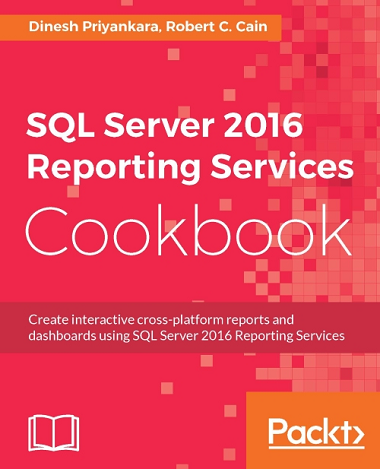 Dinesh Priyankara, Robert C. Cain
SQL Server 2016
Reporting Services
Cookbook
Create interactive cross-platform reports and
dashboards using SQL Server 2016 Reporting Services
Packt>